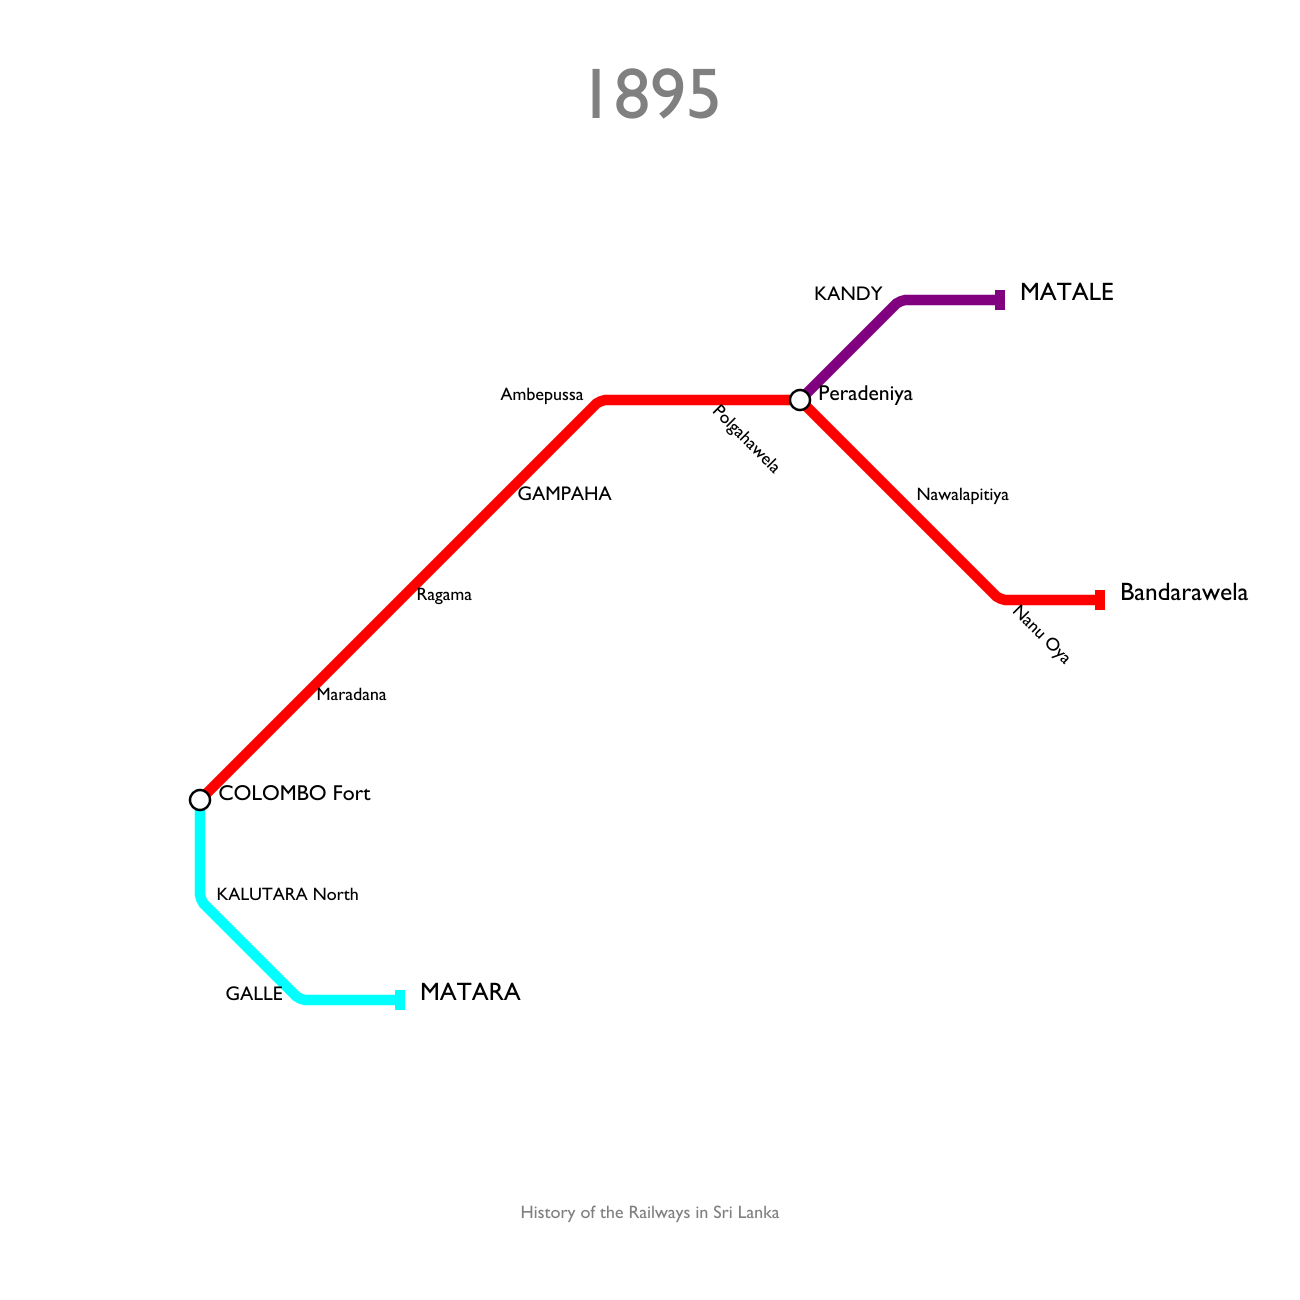 1895
KANDY
MATALE
Ambepussa
Peradeniya
Polgahawela
GAMPAHA
Nawalapitiya
Ragama
Bandarawela
Nanu Oya
Maradana
COLOMBO Fort
KALUTARA North
GALLE
MATARA
History of the Railways in Sri Lanka